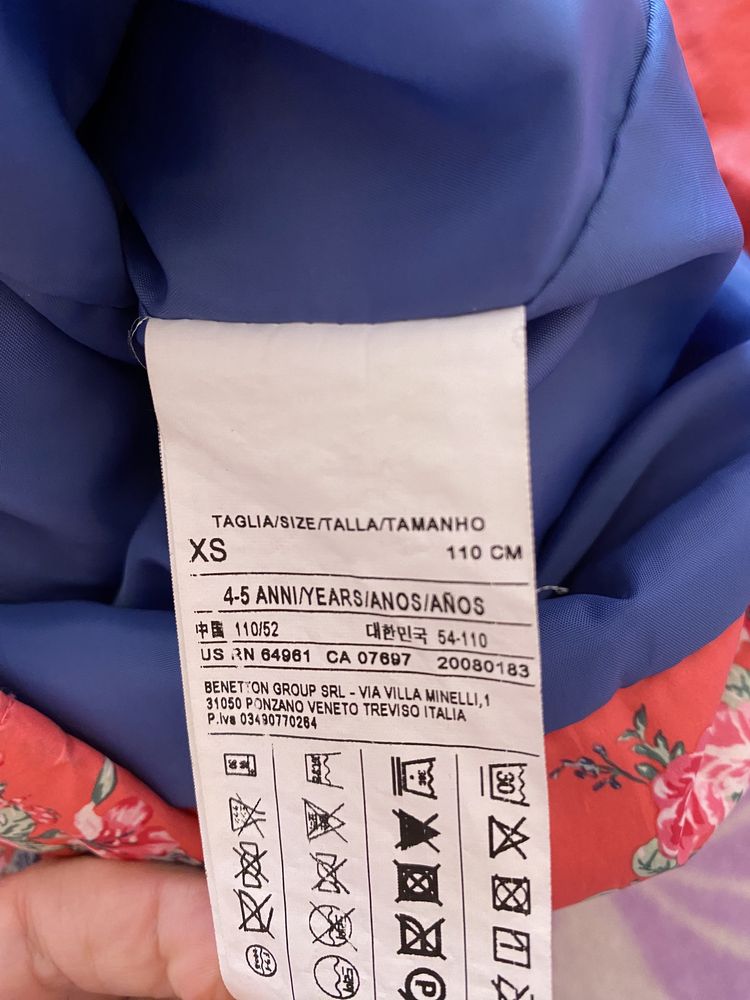 TAGLIA/SIZE/TALLA/TAMANHO
XS 110 CM
4-5 ANNI/YEARS/ANOS/AÑOS
中国 110/52 대한민국 54-110
US RN 64961 CA 07697 20080183
BENETTON GROUP SRL - VIA VILLA MINELLI,1
31050 PONZANO VENETO TREVISO ITALIA
P.iva 03490770264
30 30
P